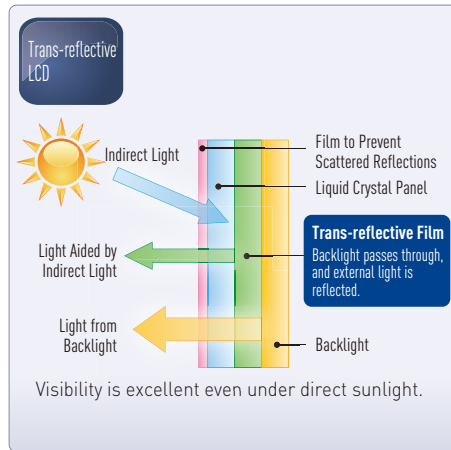 Trans-reflective
LCD
Indirect Light
Film to Prevent
Scattered Reflections
Liquid Crystal Panel
Trans-reflective Film
Backlight passes through,
and external light is
reflected.
Light Aided by
Indirect Light
Light from
Backlight
Backlight
Visibility is excellent even under direct sunlight.